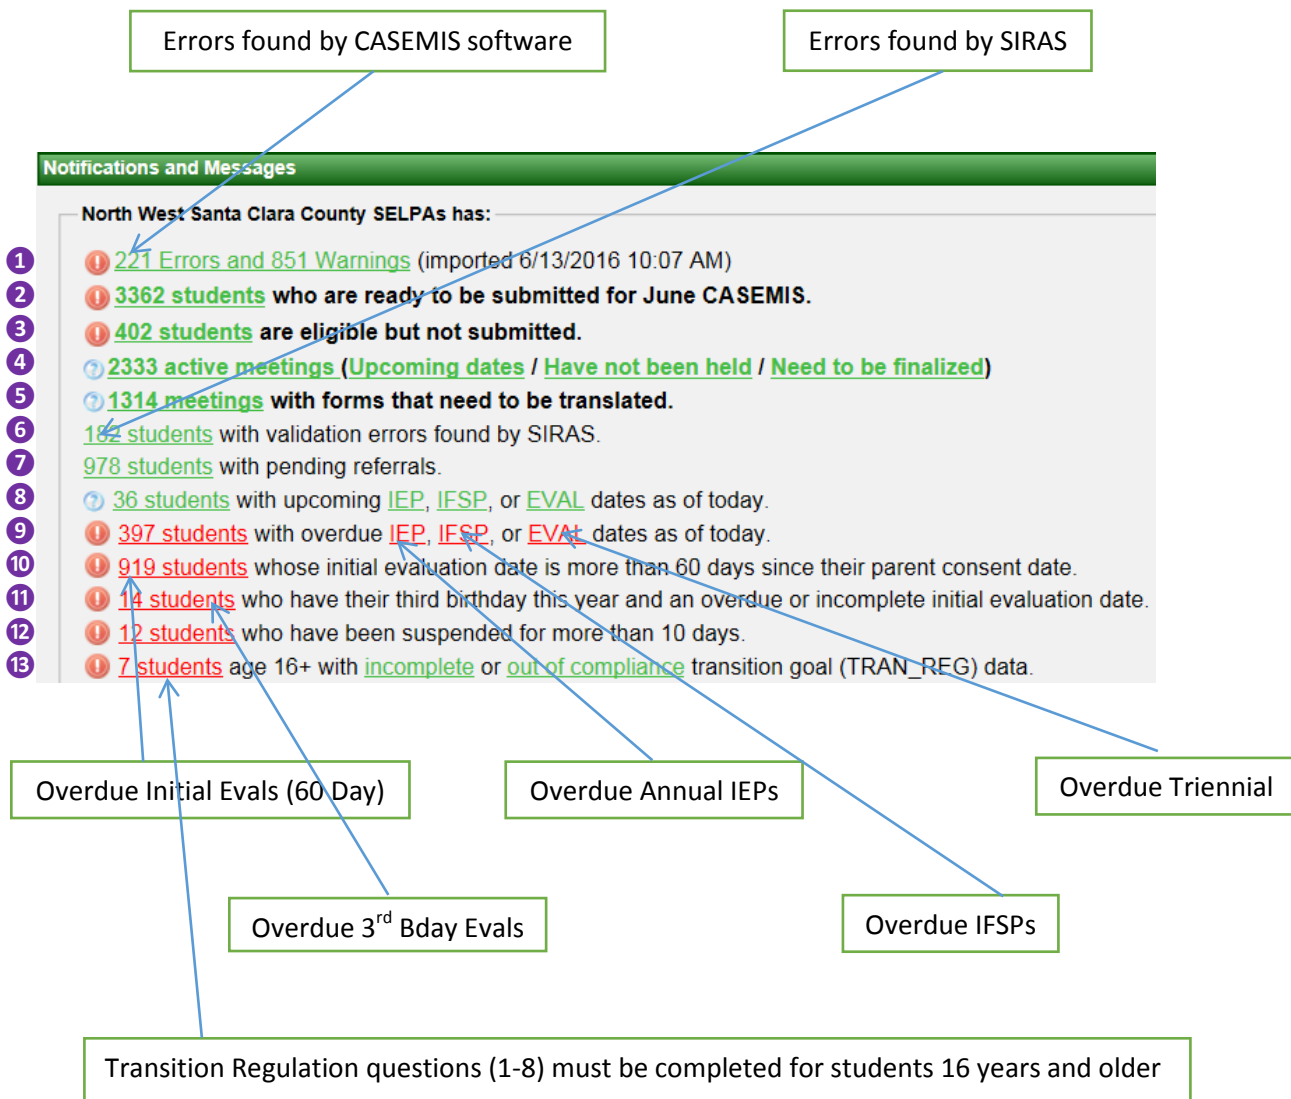 Errors found by CASEMIS software
Errors found by SIRAS
Notifications and Messages
North West Santa Clara County SELPAs has:
1 221 Errors and 851 Warnings (imported 6/13/2016 10:07 AM)
2 3362 students who are ready to be submitted for June CASEMIS.
3 402 students are eligible but not submitted.
4 2333 active meetings (Upcoming dates / Have not been held / Need to be finalized)
5 1314 meetings with forms that need to be translated.
6 182 students with validation errors found by SIRAS.
7 978 students with pending referrals.
8 36 students with upcoming IEP, IFSP, or EVAL dates as of today.
9 397 students with overdue IEP, IFSP, or EVAL dates as of today.
10 919 students whose initial evaluation date is more than 60 days since their parent consent date.
11 14 students who have their third birthday this year and an overdue or incomplete initial evaluation date.
12 12 students who have been suspended for more than 10 days.
13 7 students age 16+ with incomplete or out of compliance transition goal (TRAN_REG) data.
Overdue Initial Evals (60 Day)
Overdue Annual IEPs
Overdue Triennial
Overdue 3rd Bday Evals
Overdue IFSPs
Transition Regulation questions (1-8) must be completed for students 16 years and older